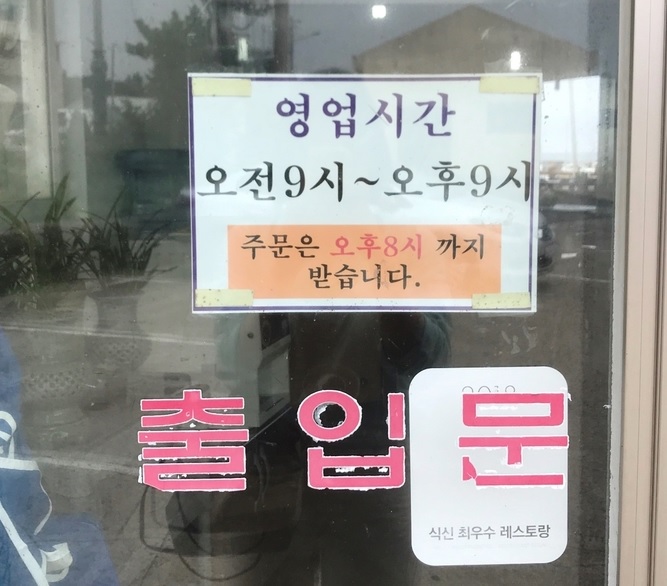 영업시간
오전9시~오후9시
주문은 오후8시 까지
받습니다.
출입문
식신 최우수 레스토랑